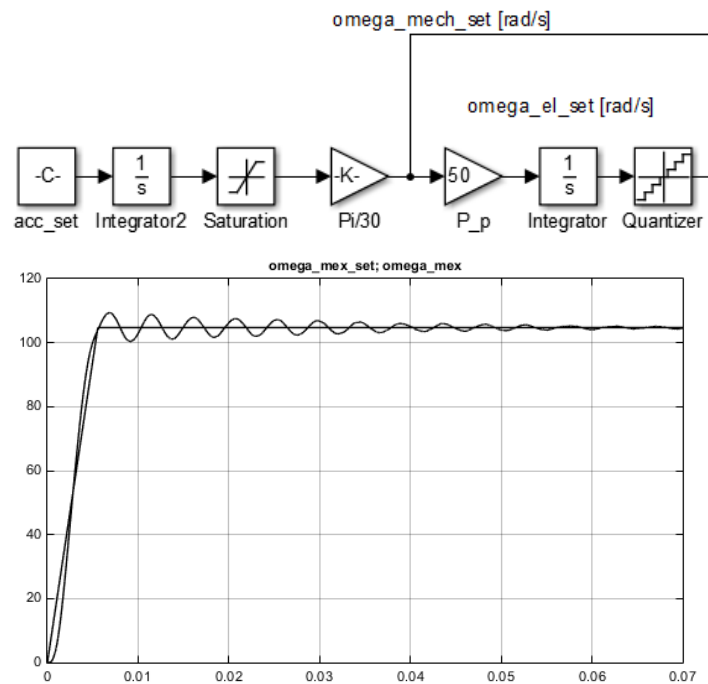 omega_mech_set [rad/s]
omega_el_set [rad/s]
-C-
1
s
-K-
50
1
s
acc_set
Integrator2
Saturation
Pi/30
P_p
Integrator
Quantizer
omega_mex_set; omega_mex
120
100
80
60
40
20
0
0
0.01
0.02
0.03
0.04
0.05
0.06
0.07